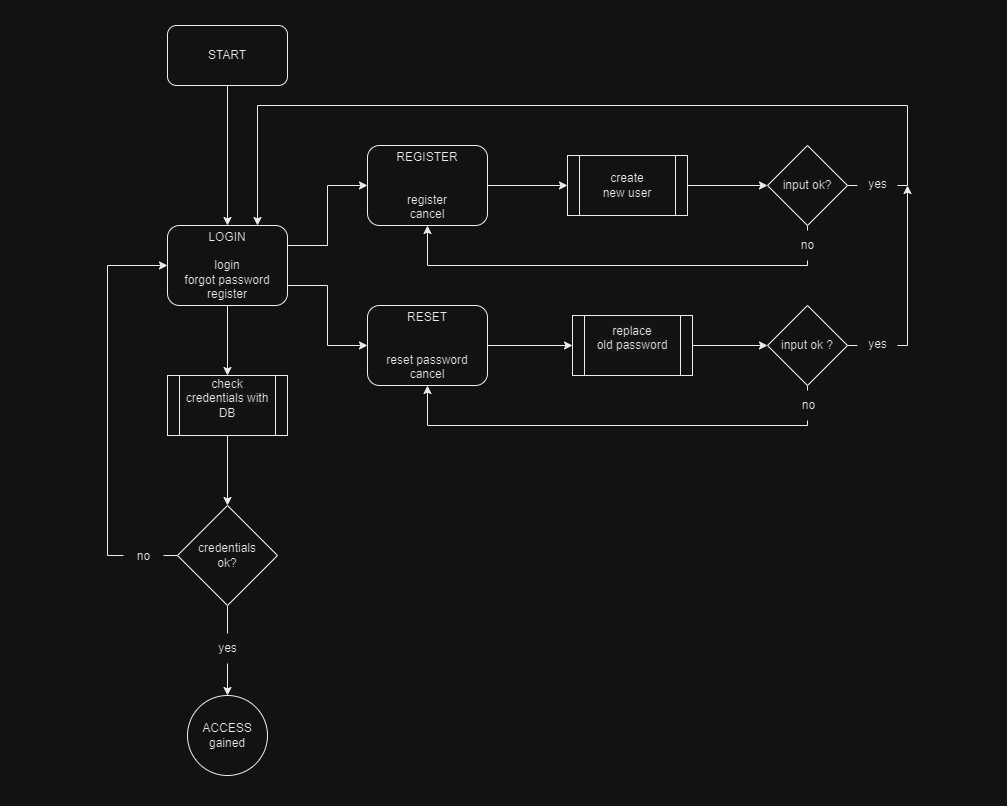 START
REGISTER
register
cancel
create
new user
input ok?
yes
no
LOGIN
login
forgot password
register
RESET
reset password
cancel
replace
old password
input ok ?
yes
no
check
credentials with
DB
credentials
ok?
no
yes
ACCESS
gained